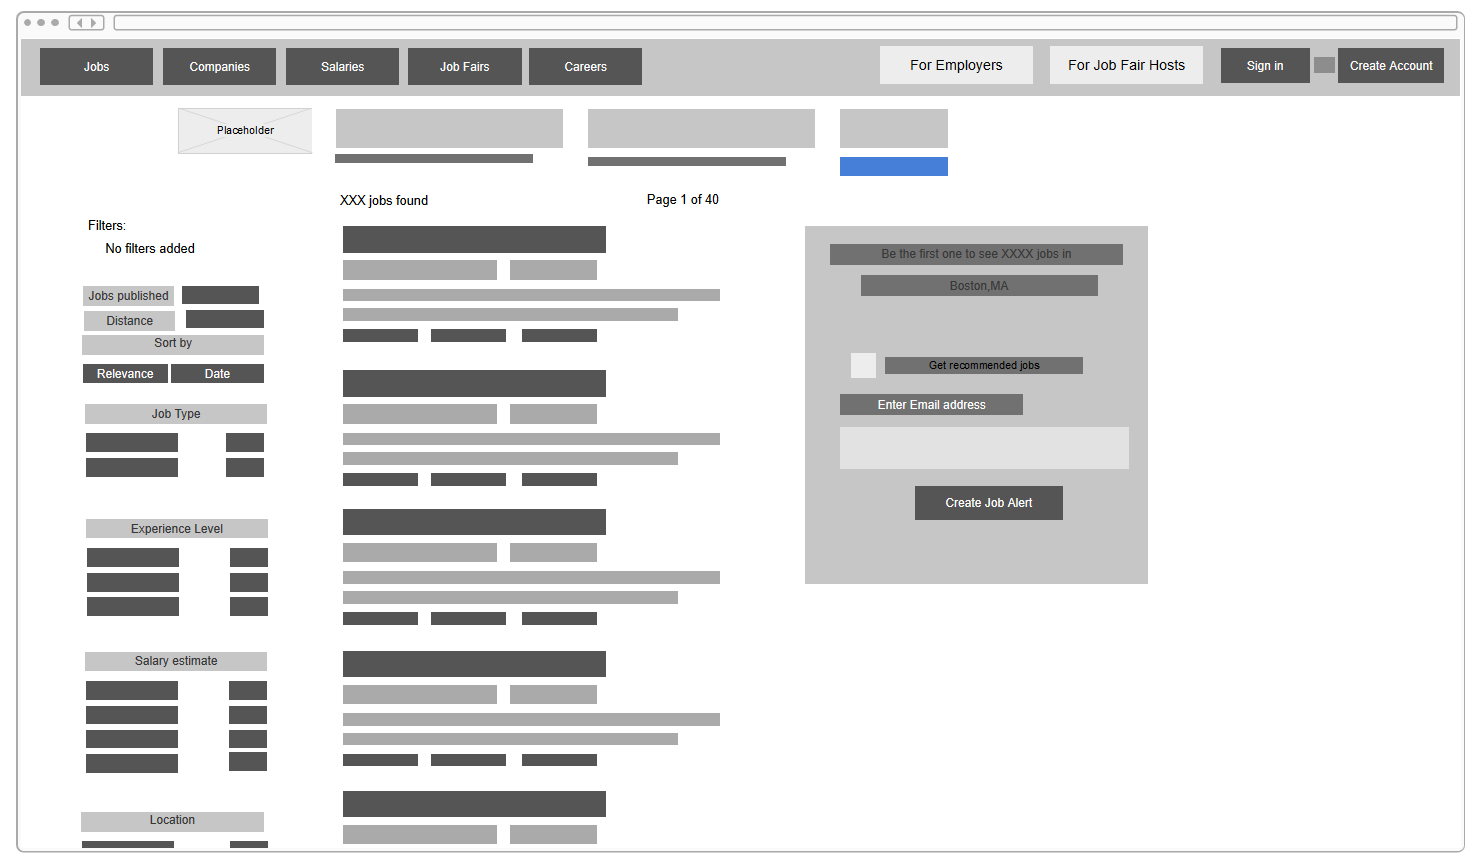 Jobs
Companies
Salaries
Job Fairs
Careers
For Employers
For Job Fair Hosts
Sign in
Create Account
Placeholder
XXX jobs found
Page 1 of 40
Filters:
No filters added
Jobs published
Distance
Sort by
Relevance
Date
Job Type
Experience Level
Salary estimate
Location
Be the first one to see XXXX jobs in
Boston,MA
Get recommended jobs
Enter Email address
Create Job Alert